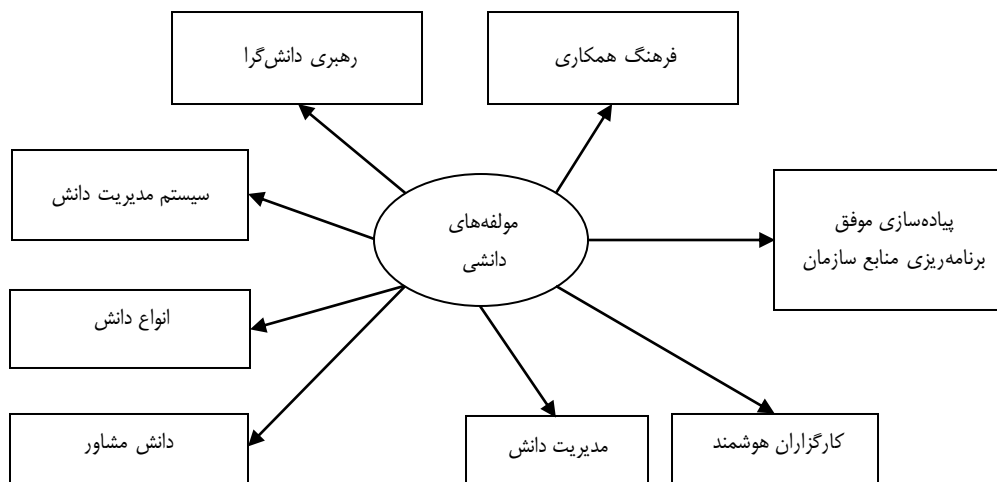 فرهنگ همکاری
رهبری دانش‌گرا
سیستم مدیریت دانش
پیاده‌سازی موفق
برنامه‌ریزی منابع سازمان
مولفه‌های
دانشی
انواع دانش
کارگزاران هوشمند
مدیریت دانش
دانش مشاور